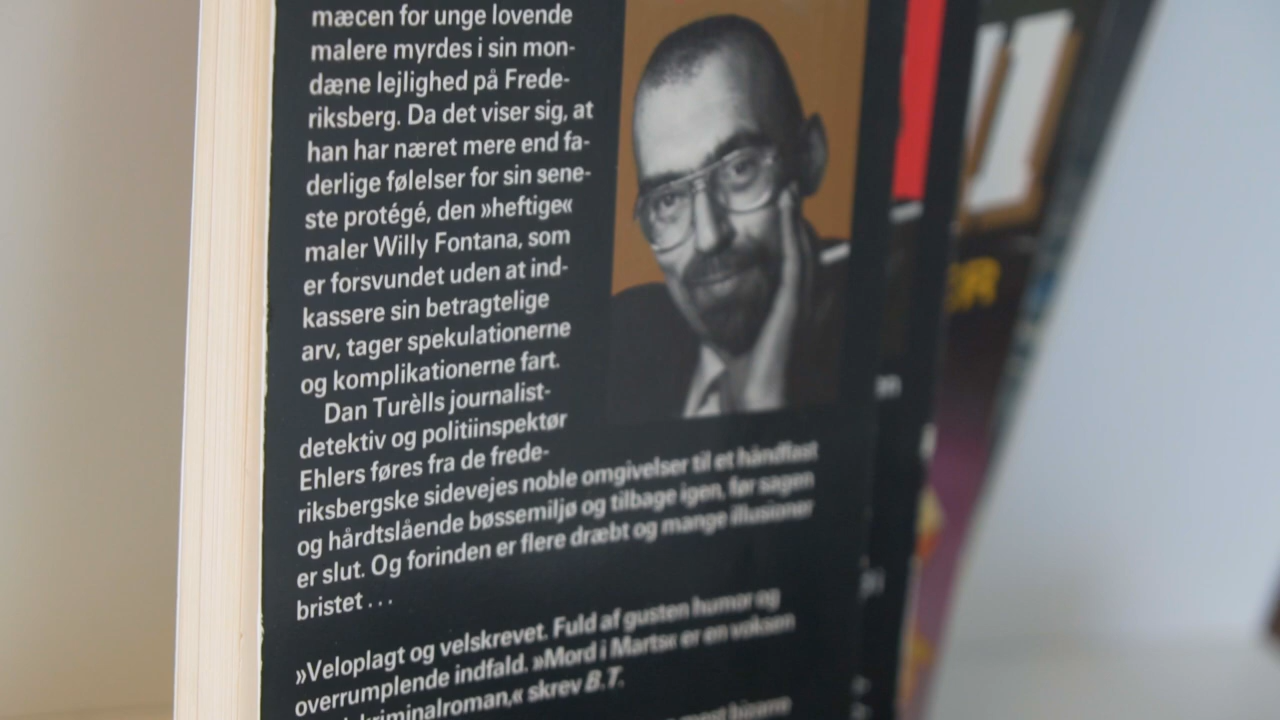 mæcen for unge lovende
malere myrdes i sin mon-
dæne lejlighed på Frede-
riksberg. Da det viser sig, at
han har næret mere end fa-
derlige følelser for sin sene-
ste protégé, den »heftige«
maler Willy Fontana, som
er forsvundet uden at ind-
kassere sin betragtelige
arv, tager spekulationerne
og komplikationerne fart.
Dan Turèlls journalist-
detektiv og politiinspektør
Ehlers føres fra de frede-
riksbergske sidevejes noble omgivelser til et håndfast
og hårdtslående bøssemiljø og tilbage igen, før sagen
er slut. Og forinden er flere dræbt og mange illusioner
bristet...
»Veloplagt og velskrevet. Fuld af gusten humor og
overrumplende indfald. »Mord i Marts« er en voksen
kriminalroman,« skrev B.T.
bizarre
ER